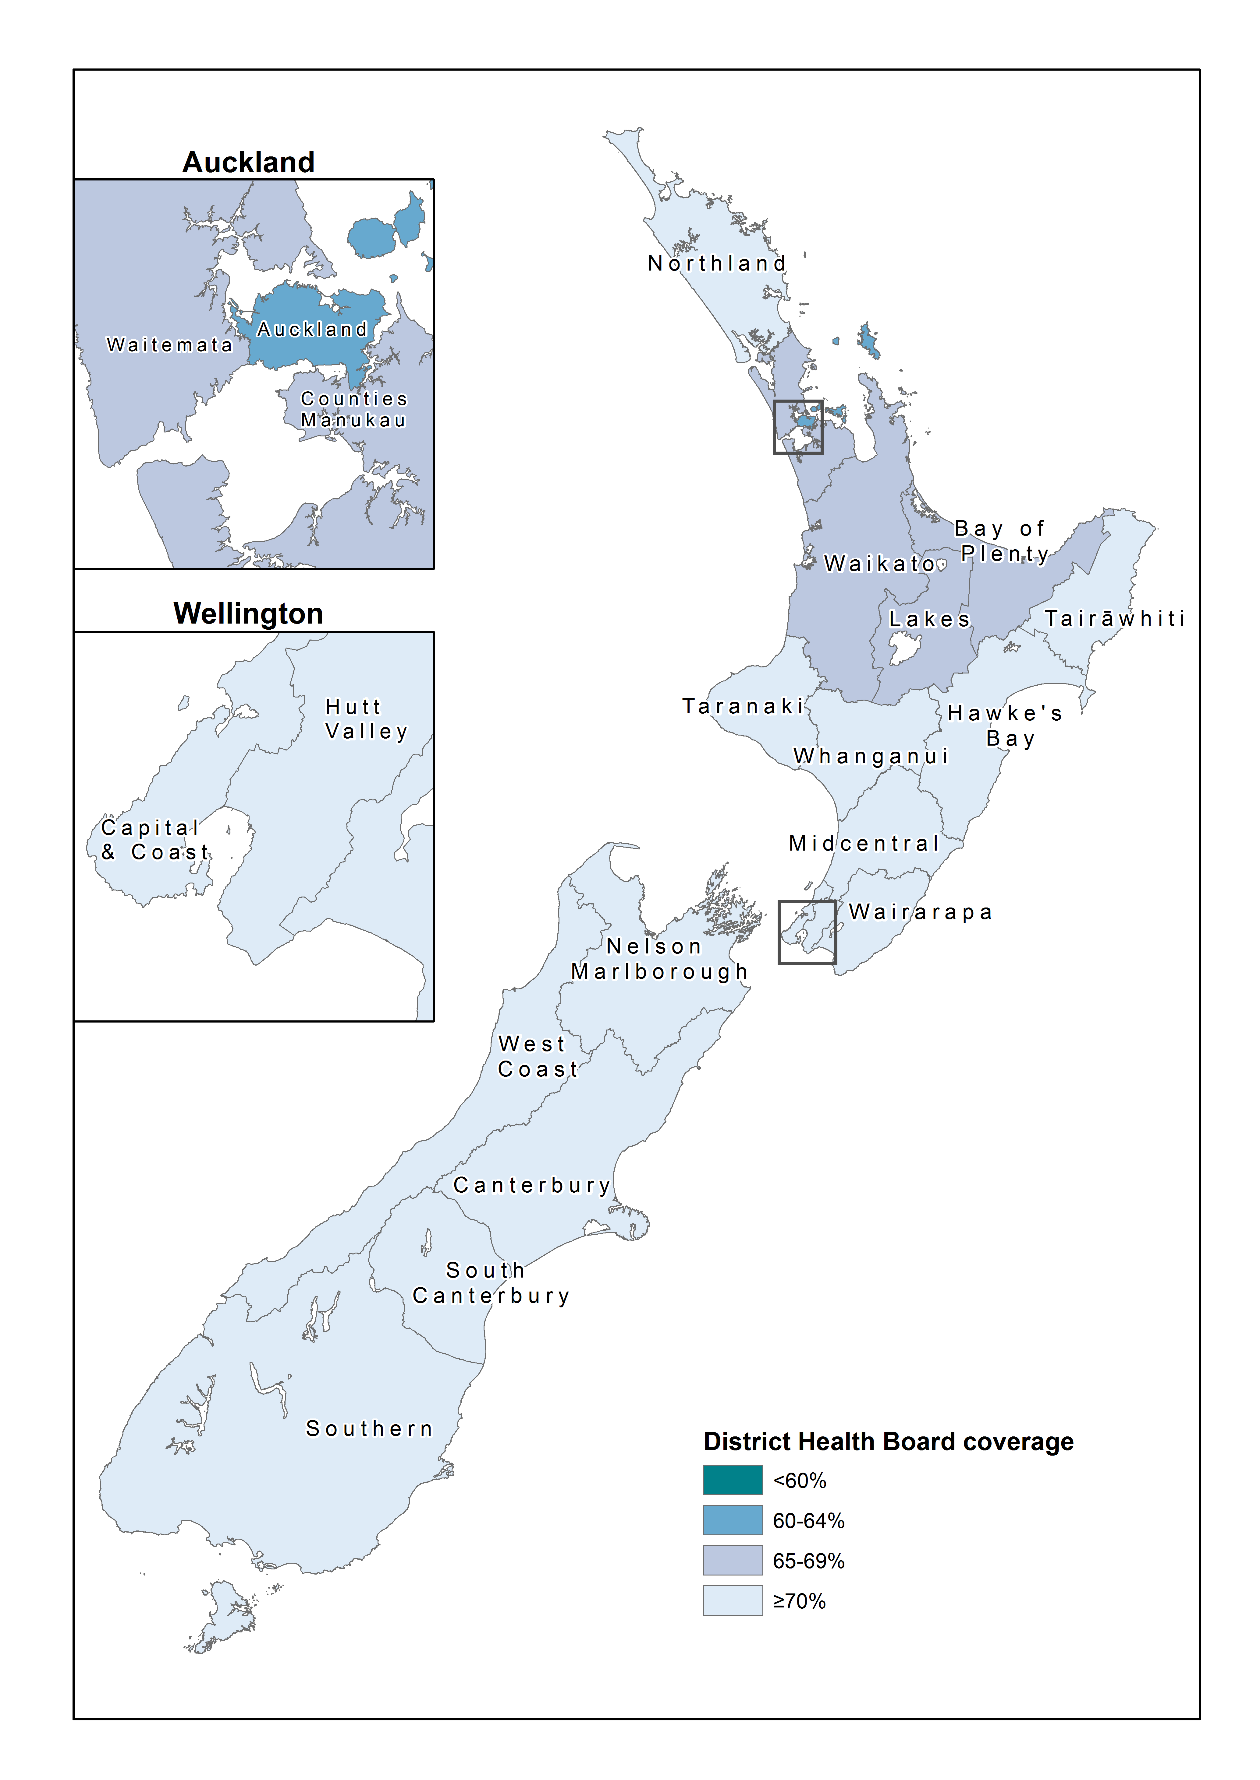 Auckland
Waitemata
Auckland
Counties
Manukau
Wellington
Hutt
Valley
Capital
& Coast
Northland
Bay of
Plenty
Waikato
Lakes
Tairāwhiti
Taranaki
Hawke's
Bay
Whanganui
Midcentral
Wairarapa
Nelson
Marlborough
West
Coast
Canterbury
South
Canterbury
Southern
District Health Board coverage
<60%
60-64%
65-69%
≥70%